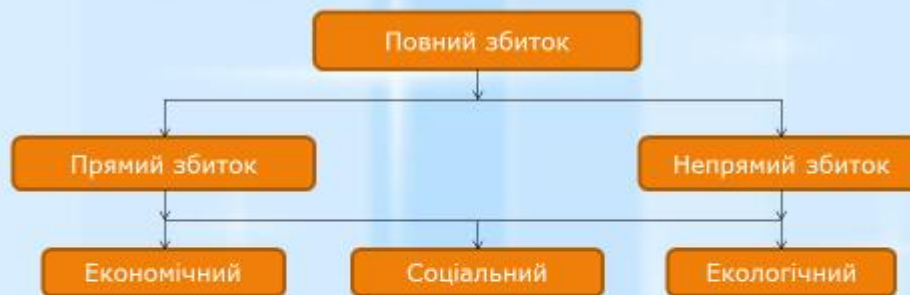 Повний збиток
Прямий збиток
Непрямий збиток
Економічний
Соціальний
Екологічний